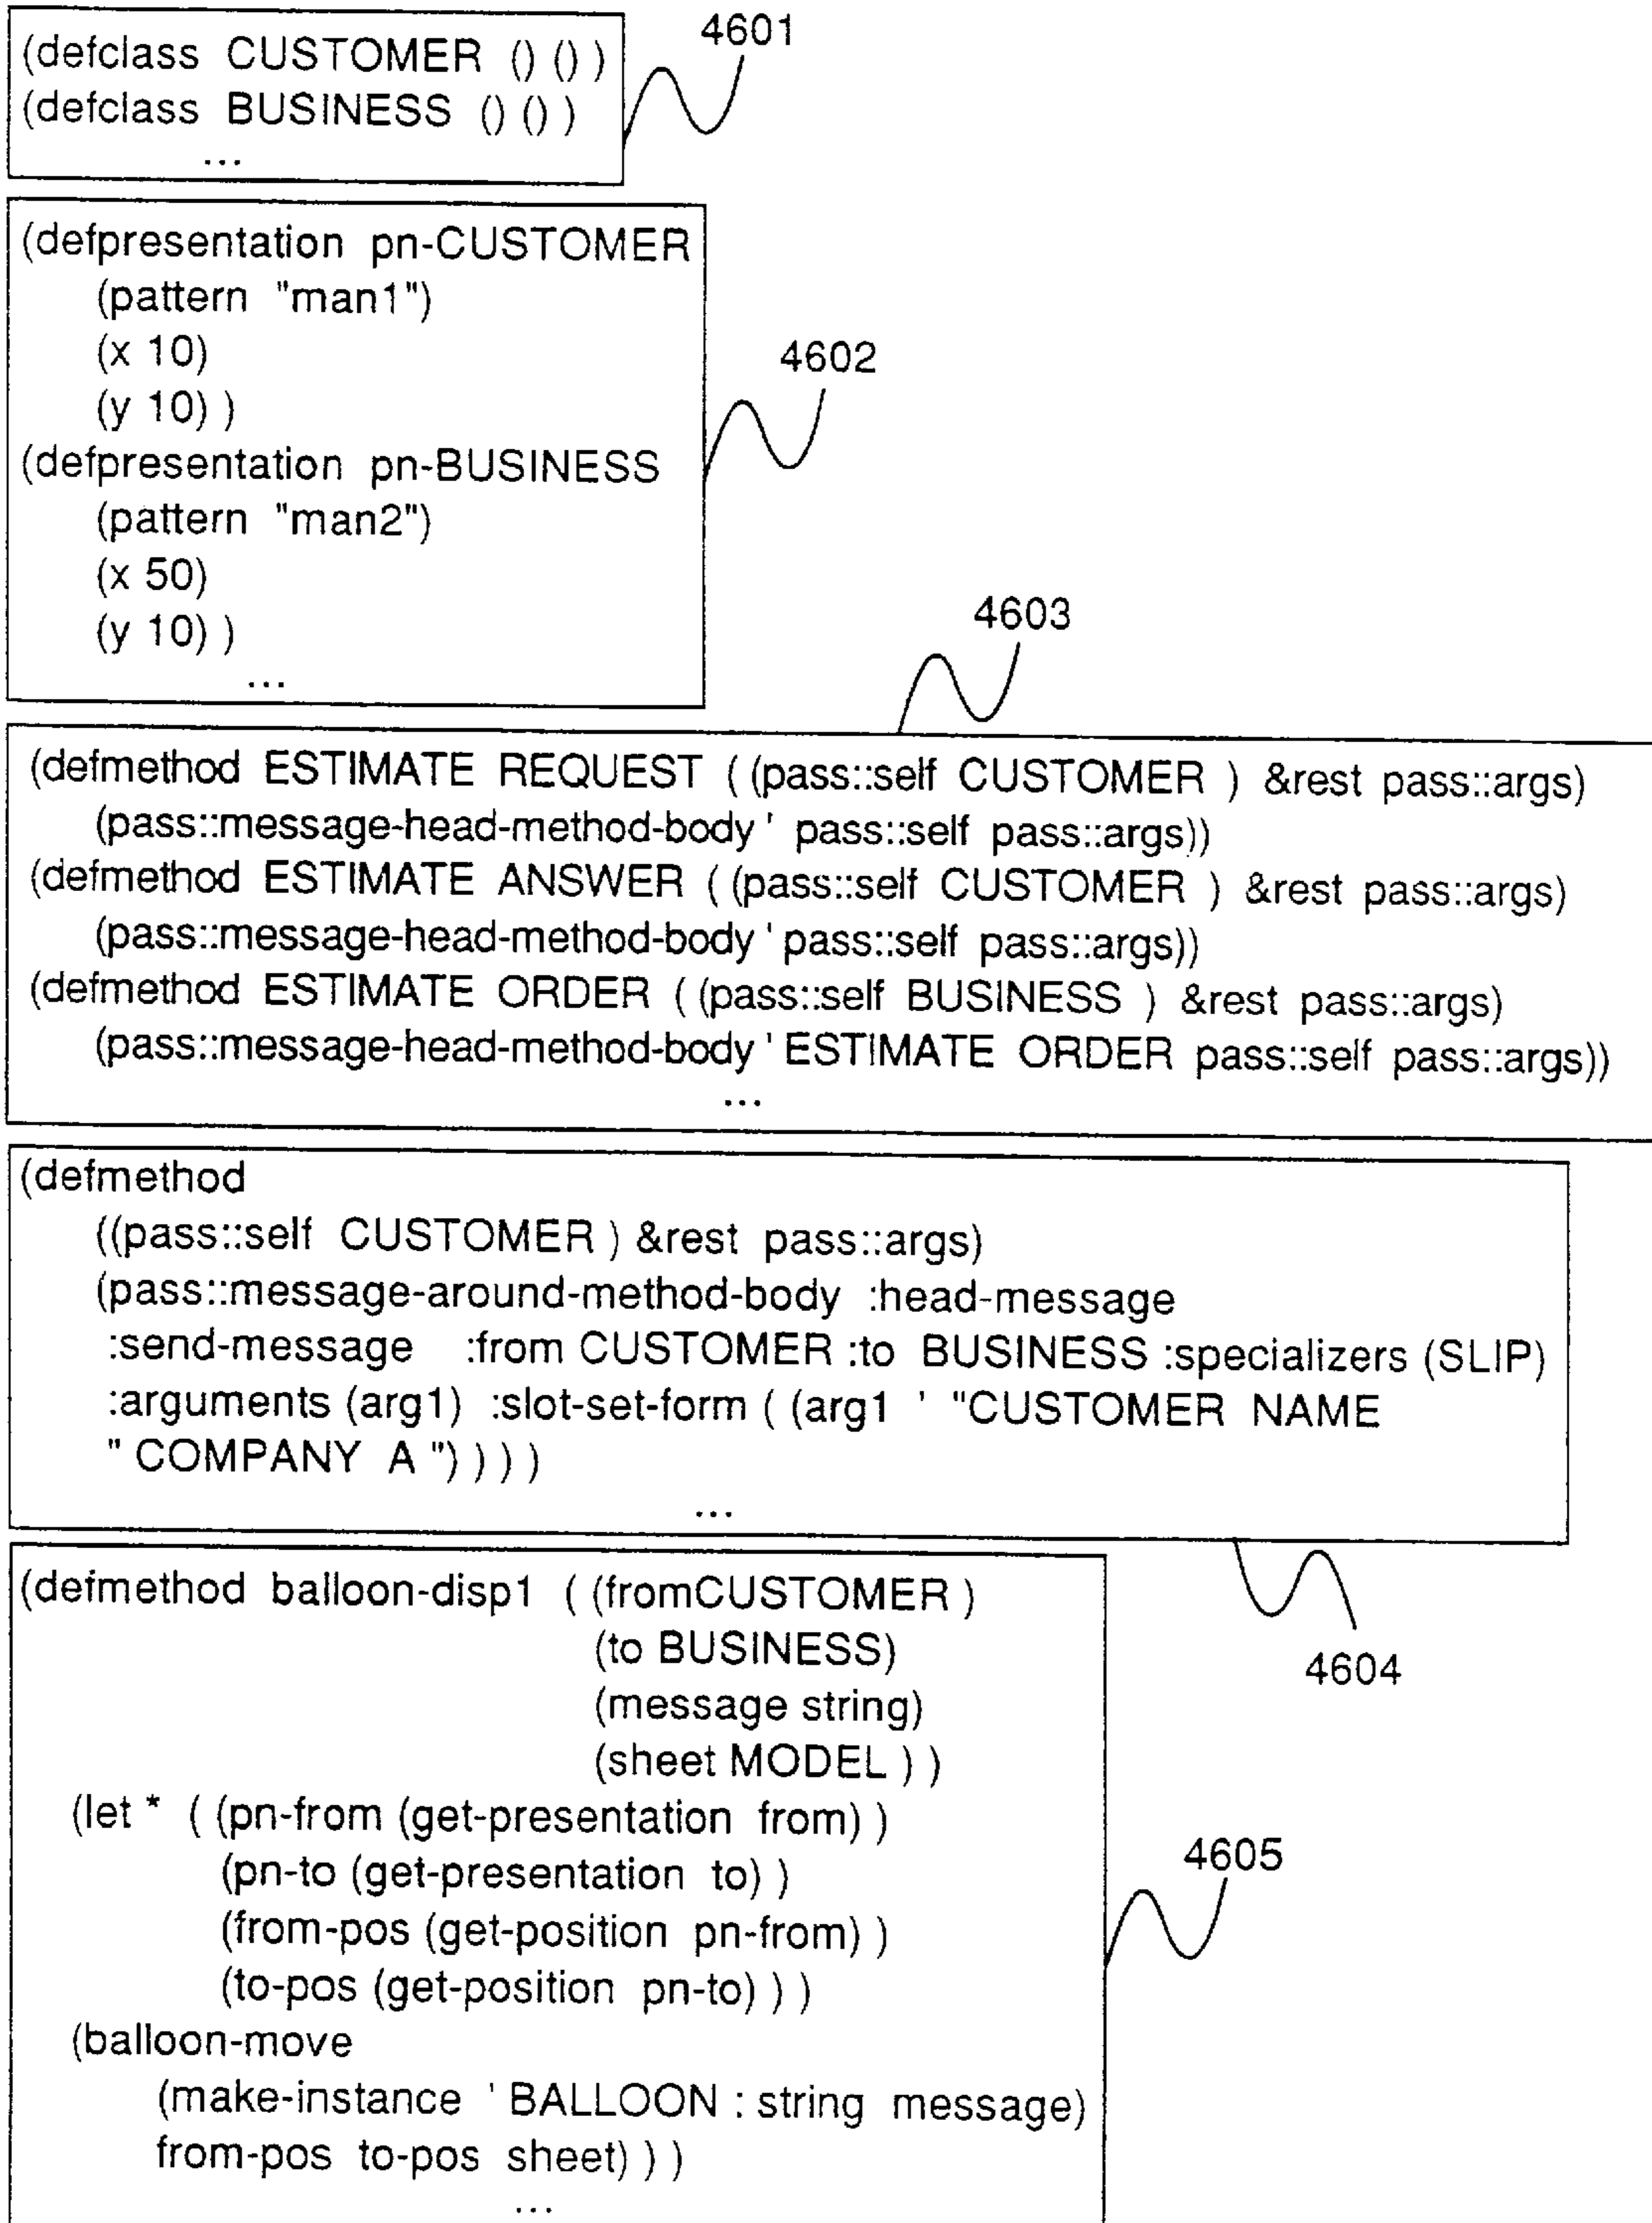 (defclass CUSTOMER () () )
(defclass BUSINESS () () )
...
4601
(defpresentation pn-CUSTOMER
(pattern "man1")
(x 10)
(y 10) )
(defpresentation pn-BUSINESS
(pattern "man2")
(x 50)
(y 10) )
...
4602
4603
(defmethod ESTIMATE REQUEST ( (pass::self CUSTOMER ) &rest pass::args)
(pass::message-head-method-body ' pass::self pass::args))
(defmethod ESTIMATE ANSWER ( (pass::self CUSTOMER ) &rest pass::args)
(pass::message-head-method-body ' pass::self pass::args))
(defmethod ESTIMATE ORDER ( (pass::self BUSINESS ) &rest pass::args)
(pass::message-head-method-body ' ESTIMATE ORDER pass::self pass::args))
...
(defmethod
((pass::self CUSTOMER ) &rest pass::args)
(pass::message-around-method-body :head-message
:send-message :from CUSTOMER :to BUSINESS :specializers (SLIP)
:arguments (arg1) :slot-set-form ( (arg1 ' "CUSTOMER NAME
" COMPANY A ") ) ) )
...
4604
(defmethod balloon-disp1 ( (fromCUSTOMER )
(to BUSINESS)
(message string)
(sheet MODEL ) )
(let * ( (pn-from (get-presentation from) )
(pn-to (get-presentation to) )
(from-pos (get-position pn-from) )
(to-pos (get-position pn-to) ) )
(balloon-move
(make-instance ' BALLOON : string message)
from-pos to-pos sheet) ) )
...
4605